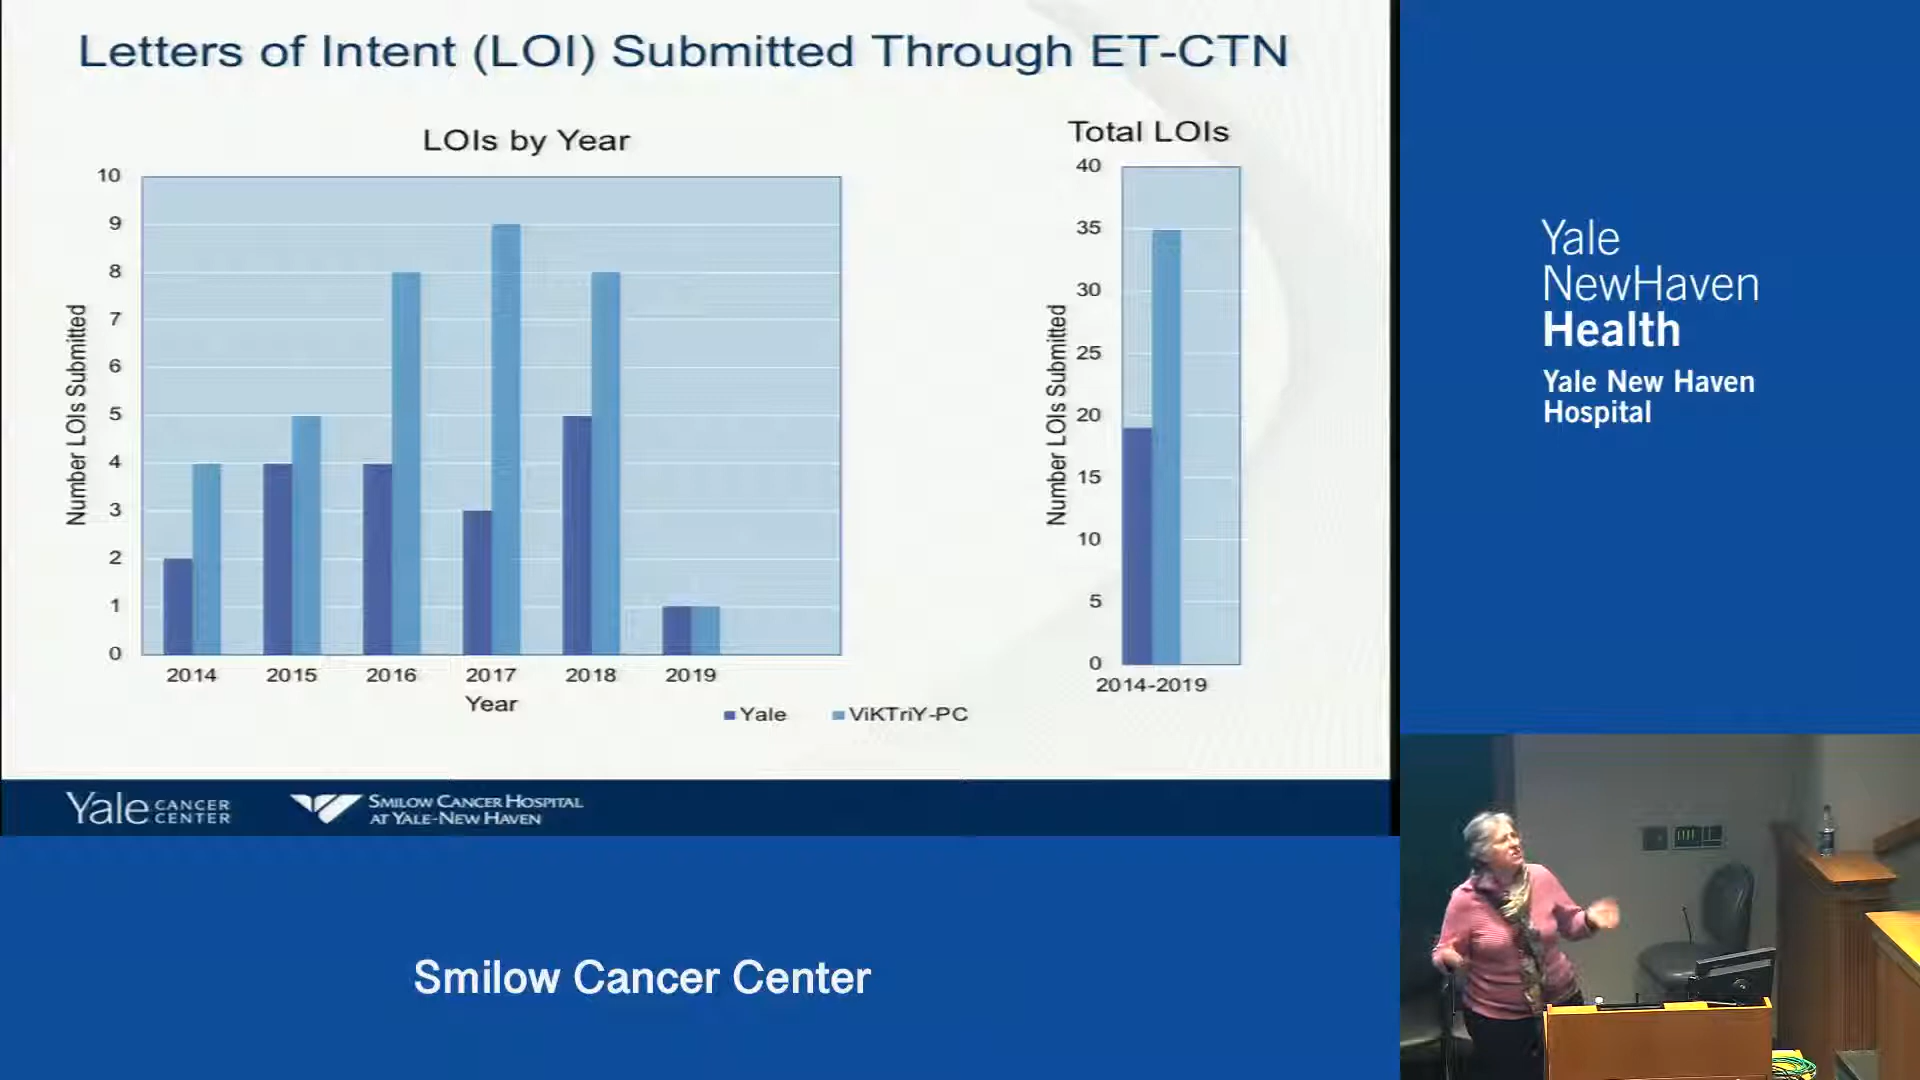 Letters of Intent (LOI) Submitted Through ET-CTN
LOIs by Year
10
9
8
7
6
5
4
3
2
1
0
Number LOIs Submitted
2014 2015 2016 2017 2018 2019
Year
Yale ViKTriY-PC
Total LOIs
40
35
30
25
20
15
10
5
0
Number LOIs Submitted
2014-2019
Yale CANCER
CENTER
SMILOW CANCER HOSPITAL
AT YALE-NEW HAVEN
Yale
NewHaven
Health
Yale New Haven
Hospital
Smilow Cancer Center